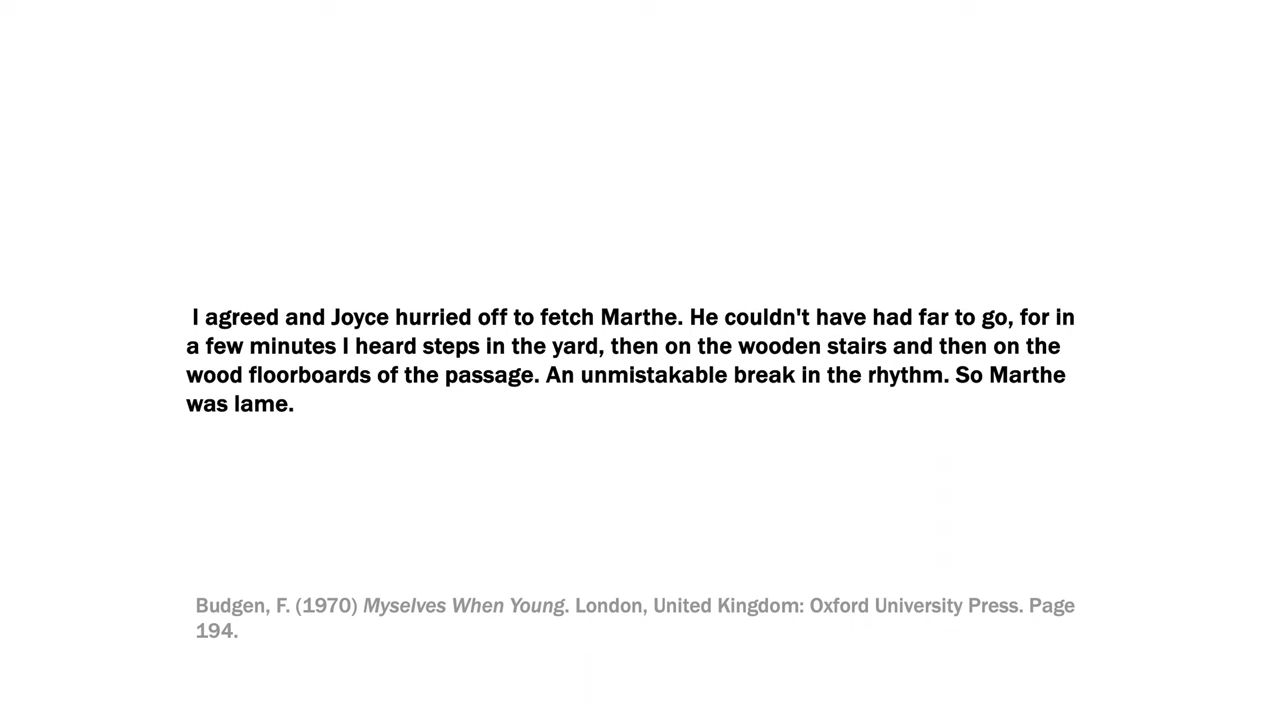 I agreed and Joyce hurried off to fetch Marthe. He couldn't have had far to go, for in
a few minutes I heard steps in the yard, then on the wooden stairs and then on the
wood floorboards of the passage. An unmistakable break in the rhythm. So Marthe
was lame.
Budgen, F. (1970) Myselves When Young. London, United Kingdom: Oxford University Press. Page
194.